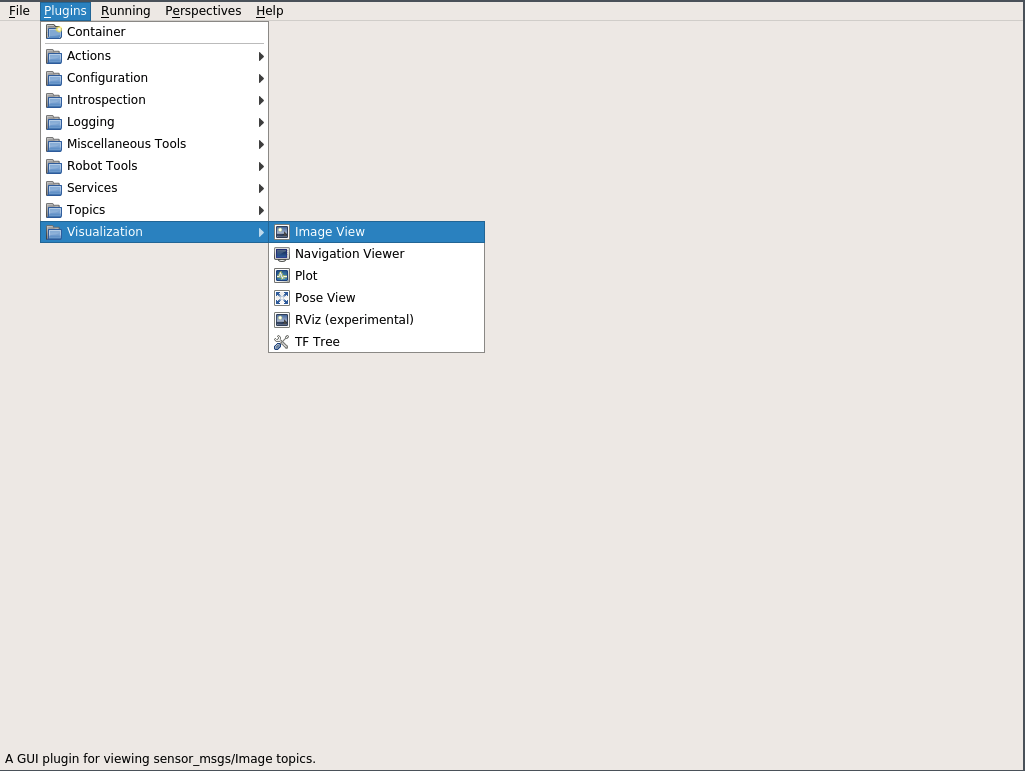 File Plugins Running Perspectives Help
Container
Actions
Configuration
Introspection
Logging
Miscellaneous Tools
Robot Tools
Services
Topics
Visualization
Image View
Navigation Viewer
Plot
Pose View
RViz (experimental)
TF Tree
A GUI plugin for viewing sensor_msgs/Image topics.